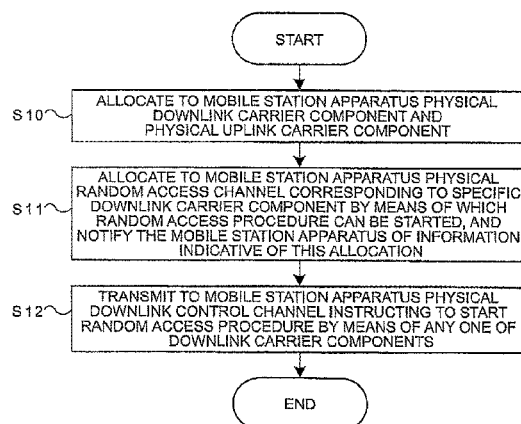 START
S10
ALLOCATE TO MOBILE STATION APPARATUS PHYSICAL
DOWNLINK CARRIER COMPONENT AND
PHYSICAL UPLINK CARRIER COMPONENT
S11
ALLOCATE TO MOBILE STATION APPARATUS PHYSICAL
RANDOM ACCESS CHANNEL CORRESPONDING TO SPECIFIC
DOWNLINK CARRIER COMPONENT BY MEANS OF WHICH
RANDOM ACCESS PROCEDURE CAN BE STARTED, AND
NOTIFY THE MOBILE STATION APPARATUS OF INFORMATION
INDICATIVE OF THIS ALLOCATION
S12
TRANSMIT TO MOBILE STATION APPARATUS PHYSICAL
DOWNLINK CONTROL CHANNEL INSTRUCTING TO START
RANDOM ACCESS PROCEDURE BY MEANS OF ANY ONE OF
DOWNLINK CARRIER COMPONENTS
END